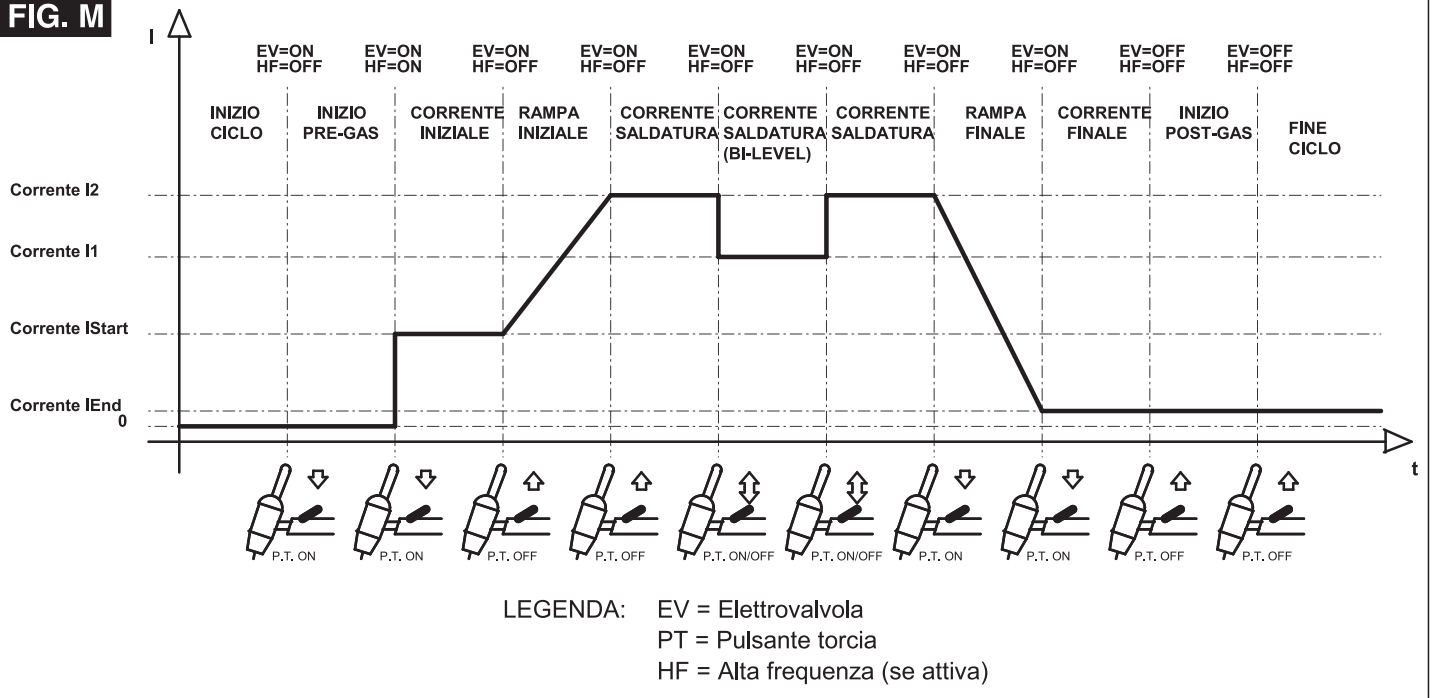 FIG. M
I
EV=ON EV=ON EV=ON EV=ON EV=ON EV=ON EV=ON EV=ON EV=OFF EV=OFF
HF=OFF HF=ON HF=OFF HF=OFF HF=OFF HF=OFF HF=OFF HF=OFF HF=OFF HF=OFF
INIZIO CICLO
INIZIO PRE-GAS
CORRENTE INIZIALE
RAMPA INIZIALE
CORRENTE SALDATURA
CORRENTE SALDATURA (BI-LEVEL)
CORRENTE SALDATURA
RAMPA FINALE
CORRENTE FINALE
INIZIO POST-GAS
FINE CICLO
Corrente I2
Corrente I1
Corrente IStart
Corrente IEnd
0
t
P.T. ON P.T. ON P.T. OFF P.T. OFF P.T. ON/OFF P.T. ON/OFF P.T. ON P.T. ON P.T. OFF P.T. OFF
LEGENDA: EV = Elettrovalvola
PT = Pulsante torcia
HF = Alta frequenza (se attiva)